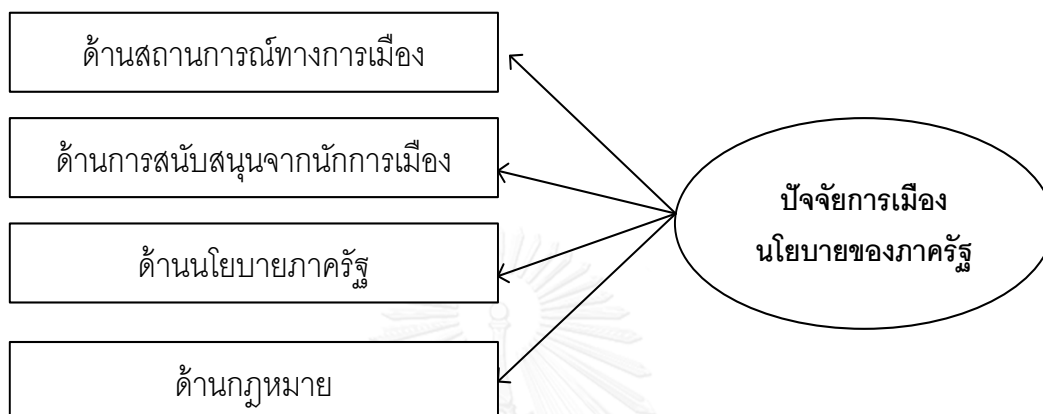 ด้านสถานการณ์ทางการเมือง
ด้านการสนับสนุนจากนักการเมือง
ด้านนโยบายภาครัฐ
ด้านกฎหมาย
ปัจจัยการเมือง
นโยบายของภาครัฐ